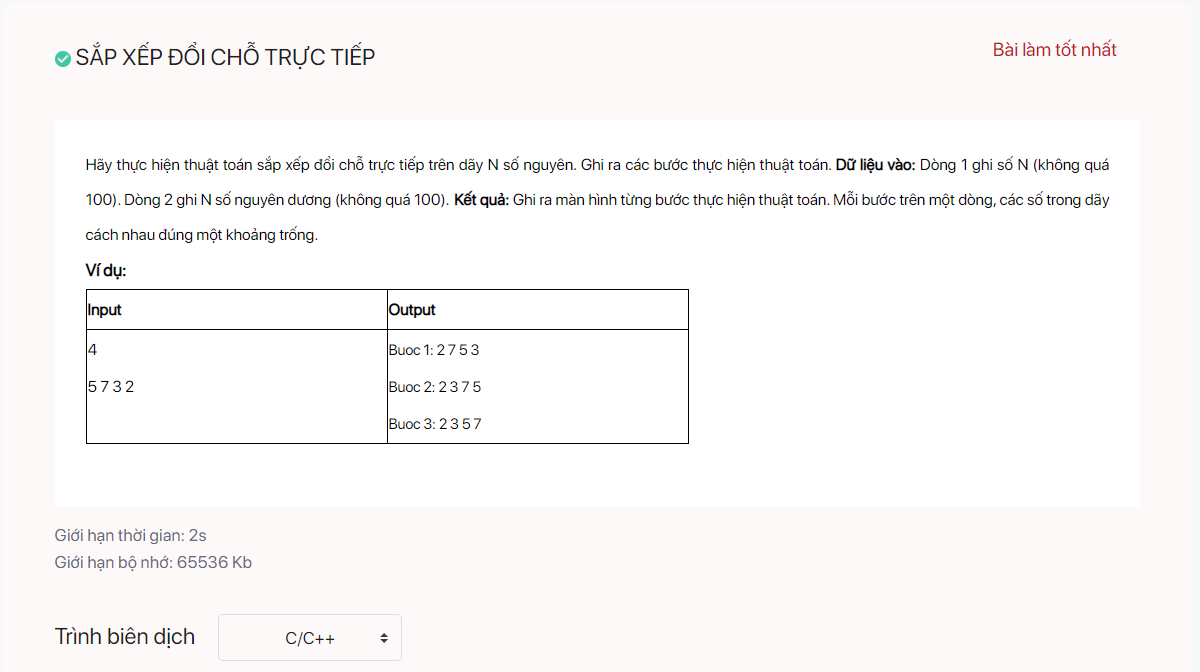 SẮP XẾP ĐỔI CHỖ TRỰC TIẾP
Bài làm tốt nhất
Hãy thực hiện thuật toán sắp xếp đổi chỗ trực tiếp trên dãy N số nguyên. Ghi ra các bước thực hiện thuật toán. Dữ liệu vào: Dòng 1 ghi số N (không quá
100). Dòng 2 ghi N số nguyên dương (không quá 100). Kết quả: Ghi ra màn hình từng bước thực hiện thuật toán. Mỗi bước trên một dòng, các số trong dãy
cách nhau đúng một khoảng trống.
Ví dụ:
Input
Output
4
5 7 3 2
Buoc 1: 2 7 5 3
Buoc 2: 2 3 7 5
Buoc 3: 2 3 5 7
Giới hạn thời gian: 2s
Giới hạn bộ nhớ: 65536 Kb
Trình biên dịch
C/C++